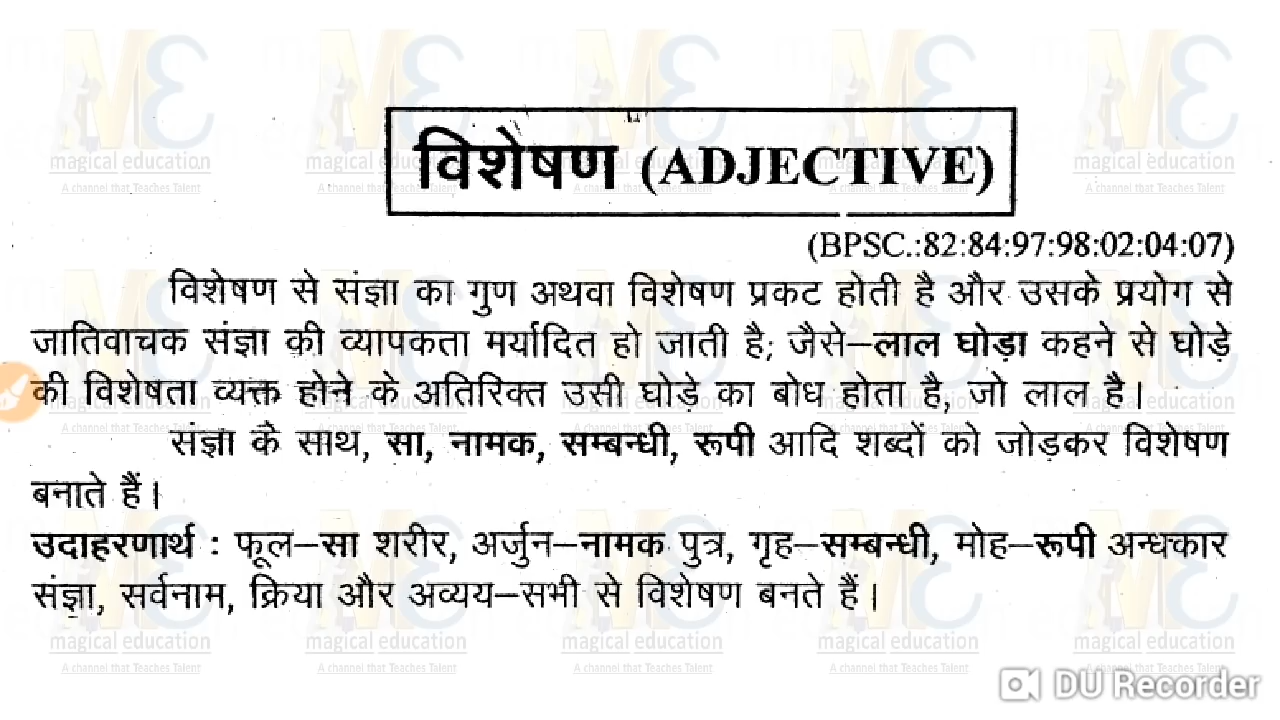 विशेषण (ADJECTIVE)
(BPSC.:82:84:97:98:02:04:07)
विशेषण से संज्ञा का गुण अथवा विशेषण प्रकट होती है और उसके प्रयोग से
जातिवाचक संज्ञा की व्यापकता मर्यादित हो जाती है; जैसे–लाल घोड़ा कहने से घोड़े
की विशेषता व्यक्त होने के अतिरिक्त उसी घोड़े का बोध होता है, जो लाल है।
संज्ञा के साथ, सा, नामक, सम्बन्धी, रूपी आदि शब्दों को जोड़कर विशेषण
बनाते हैं।
उदाहरणार्थ : फूल–सा शरीर, अर्जुन–नामक पुत्र, गृह–सम्बन्धी, मोह–रूपी अन्धकार
संज्ञा, सर्वनाम, क्रिया और अव्यय–सभी से विशेषण बनते हैं।
magical education
A channel that Teaches Talent
DU Recorder